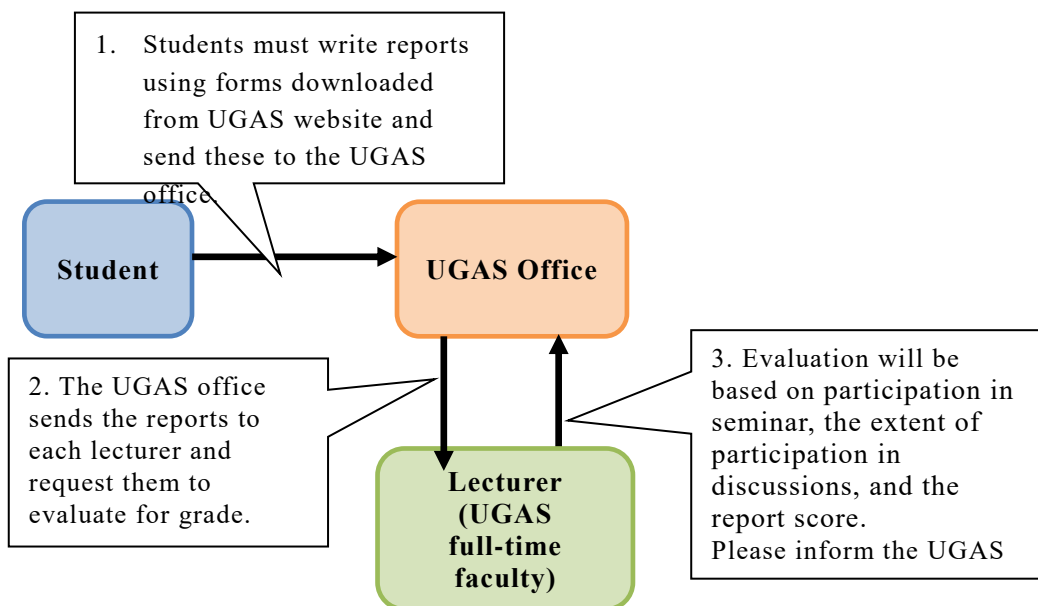 1. Students must write reports
using forms downloaded
from UGAS website and
send these to the UGAS
office.
Student
UGAS Office
2. The UGAS office
sends the reports to
each lecturer and
request them to
evaluate for grade.
3. Evaluation will be
based on participation in
seminar, the extent of
participation in
discussions, and the
report score.
Please inform the UGAS
Lecturer
(UGAS
full-time
faculty)